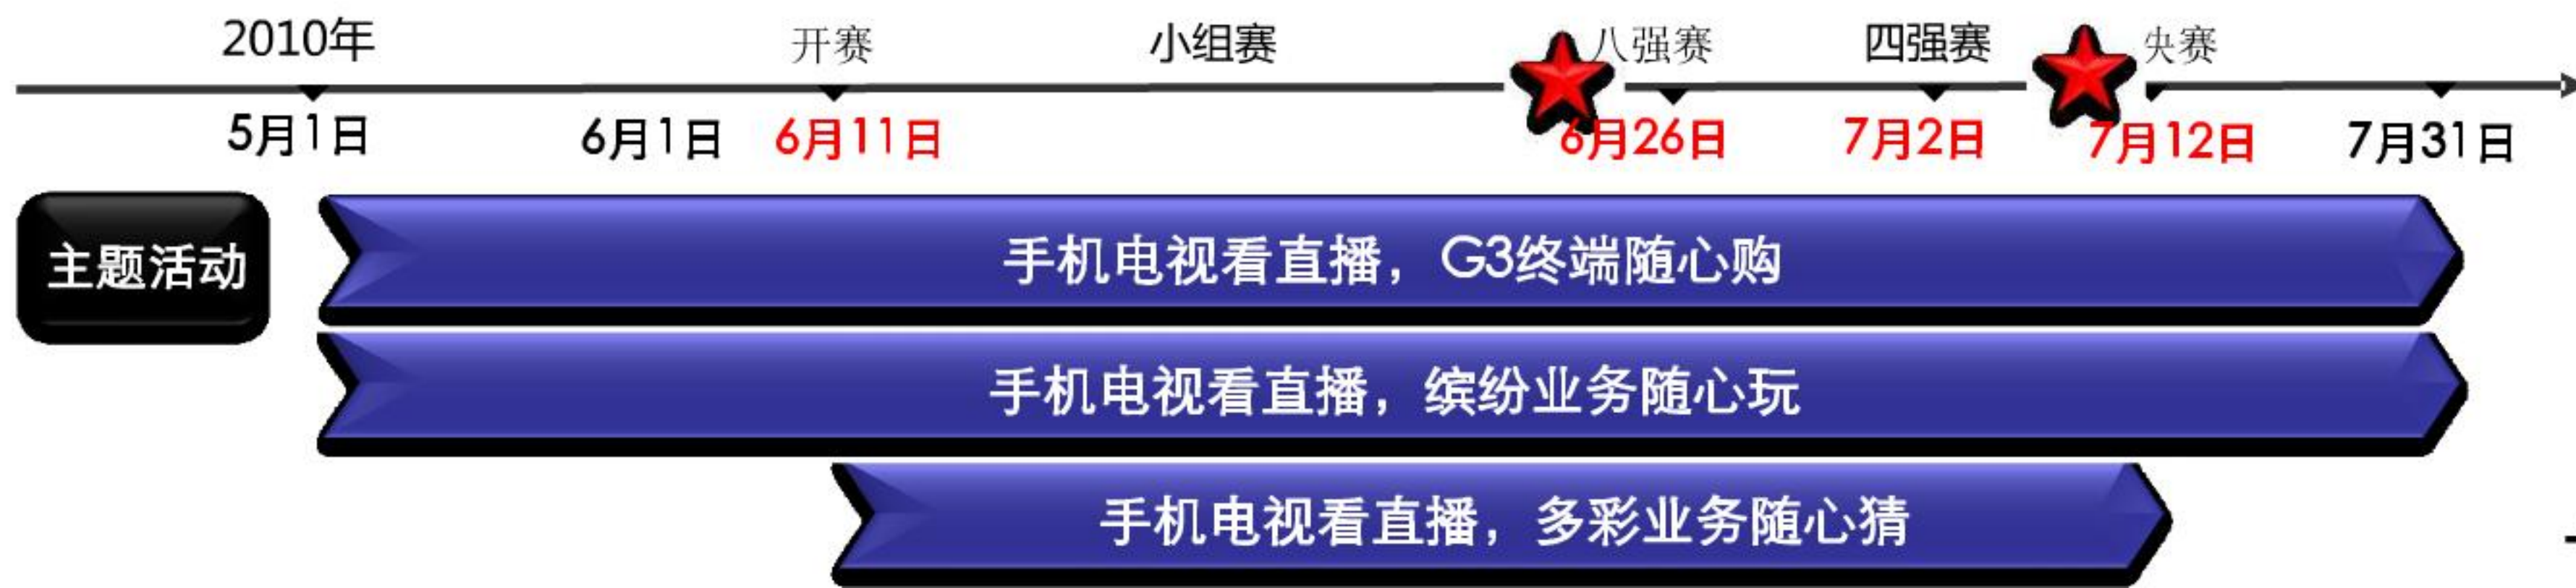 2010年 开赛 小组赛 八强赛 四强赛 央赛
5月1日 6月1日 6月11日 6月26日 7月2日 7月12日 7月31日
主题活动
手机电视看直播，G3终端随心购
手机电视看直播，缤纷业务随心玩
手机电视看直播，多彩业务随心猜